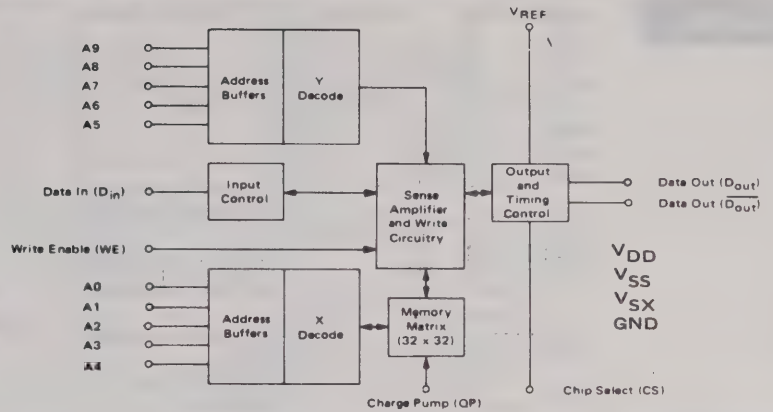 VREF
A9
A8
A7
A6
A5
Address Buffers
Y Decode
Data In (Din)
Input Control
Sense Amplifier and Write Circuitry
Output and Timing Control
Data Out (Dout)
Data Out (D̅o̅u̅t̅)
Write Enable (WE)
VDD
VSS
VSX
GND
A0
A1
A2
A3
A̅4̅
Address Buffers
X Decode
Memory Matrix (32 x 32)
Charge Pump (QP)
Chip Select (CS)